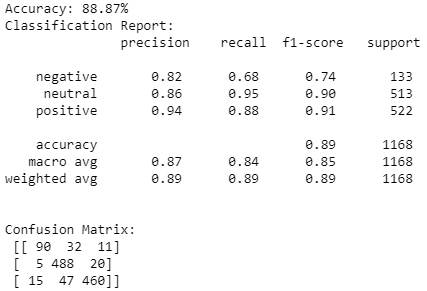 Accuracy: 88.87%
Classification Report:
precision recall f1-score support
negative 0.82 0.68 0.74 133
neutral 0.86 0.95 0.90 513
positive 0.94 0.88 0.91 522
accuracy 0.89 1168
macro avg 0.87 0.84 0.85 1168
weighted avg 0.89 0.89 0.89 1168
Confusion Matrix:
[[ 90 32 11]
[ 5 488 20]
[ 15 47 460]]